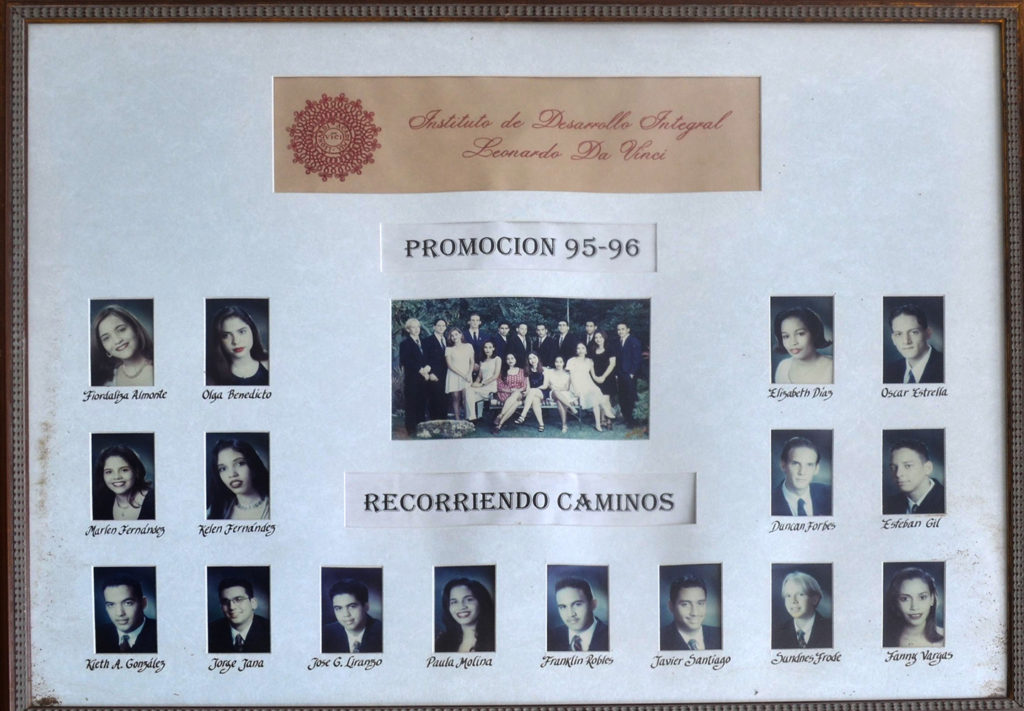 Instituto de Desarrollo Integral
Leonardo Da Vinci
PROMOCION 95-96
Fiordaliza Almonte
Olga Benedicto
Elizabeth Díaz
Oscar Estrella
RECORRIENDO CAMINOS
Marlen Fernández
Kelen Fernández
Duncan Forbes
Esteban Gil
Kieth A. González
Jorge Jana
Jose G. Liranzo
Paula Molina
Franklin Robles
Javier Santiago
Sundnes Frode
Fanny Vargas